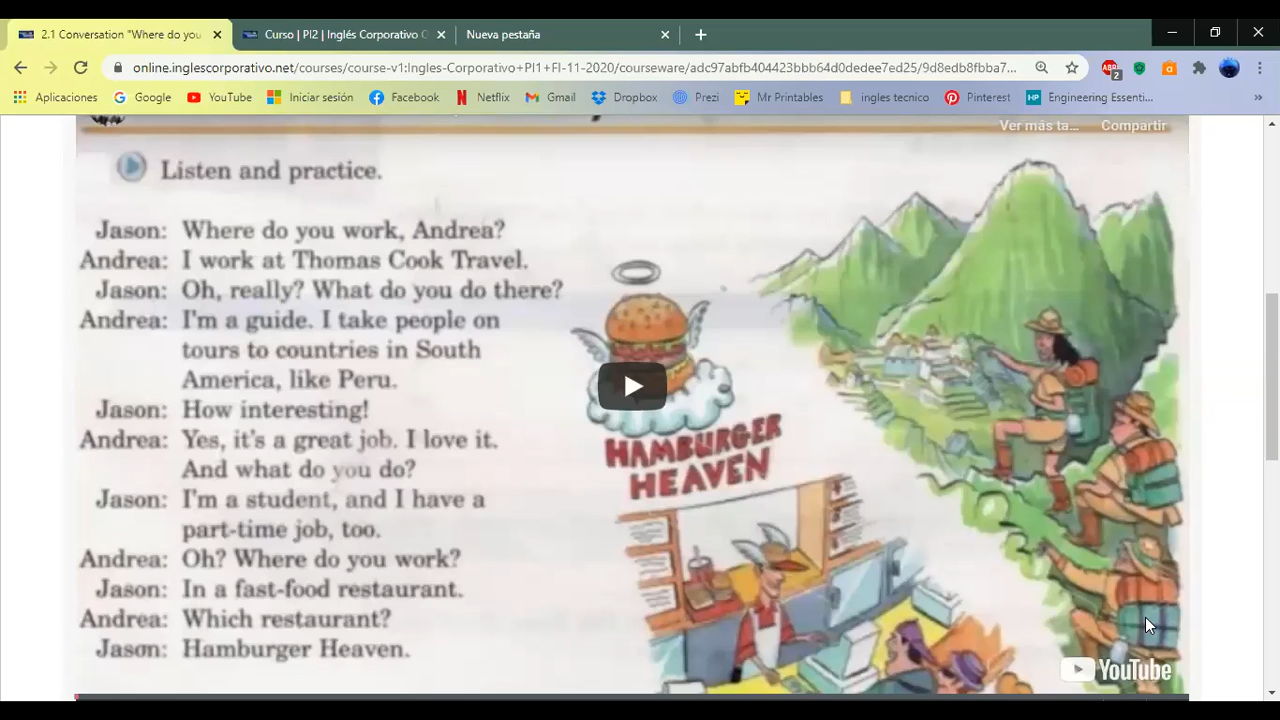 2.1 Conversation "Where do you
Curso | PI2 | Inglés Corporativo C
Nueva pestaña
online.inglescorporativo.net/courses/course-v1:Ingles-Corporativo+PI1+FI-11-2020/courseware/adc97abfb404423bbb64d0dedee7ed25/9d8edb8fbba7...
ABP
2
Aplicaciones
Google
YouTube
Iniciar sesión
Facebook
Netflix
Gmail
Dropbox
Prezi
Mr Printables
ingles tecnico
Pinterest
HP
Engineering Essenti...
»
Ver más ta...
Compartir
Listen and practice.
Jason: Where do you work, Andrea?
Andrea: I work at Thomas Cook Travel.
Jason: Oh, really? What do you do there?
Andrea: I'm a guide. I take people on
tours to countries in South
America, like Peru.
Jason: How interesting!
Andrea: Yes, it's a great job. I love it.
And what do you do?
Jason: I'm a student, and I have a
part-time job, too.
Andrea: Oh? Where do you work?
Jason: In a fast-food restaurant.
Andrea: Which restaurant?
Jason: Hamburger Heaven.
HAMBURGER
HEAVEN
YouTube